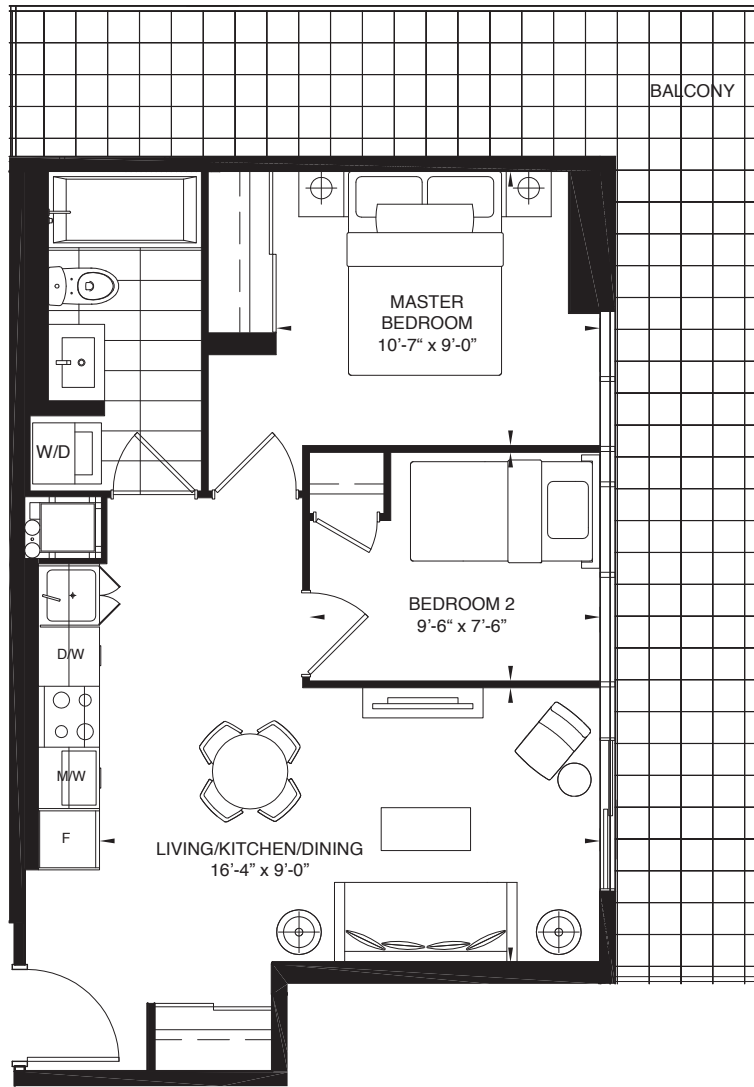 BALCONY
MASTER
BEDROOM
10'-7“ x 9'-0”
W/D
BEDROOM 2
9'-6“ x 7'-6”
D/W
M/W
F
LIVING/KITCHEN/DINING
16'-4” x 9'-0”